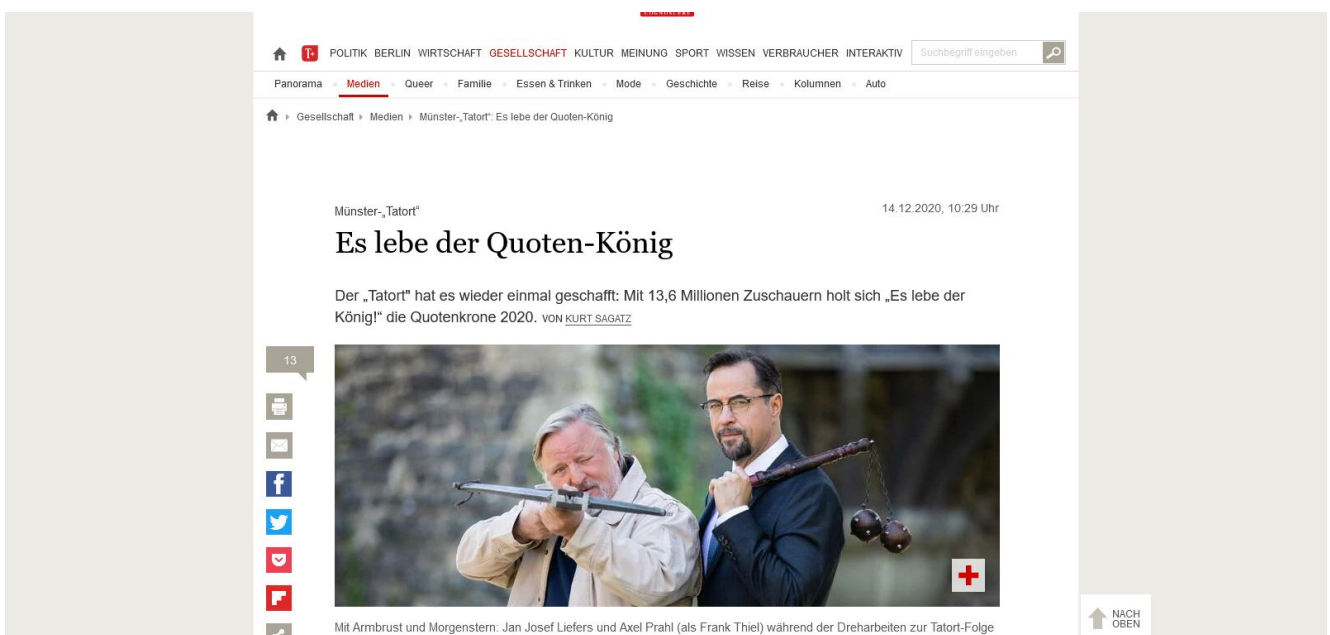 T+ POLITIK BERLIN WIRTSCHAFT GESELLSCHAFT KULTUR MEINUNG SPORT WISSEN VERBRAUCHER INTERAKTIV Suchbegriff eingeben
Panorama Medien Queer Familie Essen & Trinken Mode Geschichte Reise Kolumnen Auto
Gesellschaft Medien Münster-„Tatort“: Es lebe der Quoten-König
Münster-„Tatort“ 14.12.2020, 10:29 Uhr
Es lebe der Quoten-König
Der „Tatort" hat es wieder einmal geschafft: Mit 13,6 Millionen Zuschauern holt sich „Es lebe der
König!“ die Quotenkrone 2020. VON KURT SAGATZ
13
Mit Armbrust und Morgenstern: Jan Josef Liefers und Axel Prahl (als Frank Thiel) während der Dreharbeiten zur Tatort-Folge
NACH
OBEN